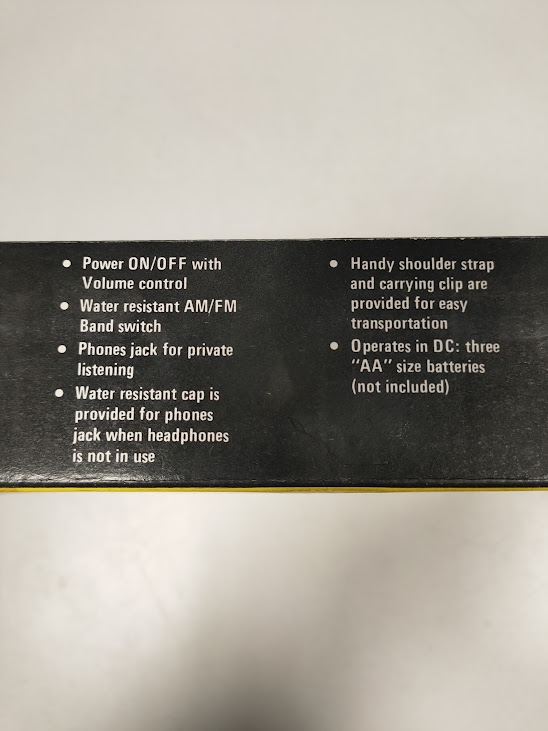 • Power ON/OFF with
Volume control
• Water resistant AM/FM
Band switch
• Phones jack for private
listening
• Water resistant cap is
provided for phones
jack when headphones
is not in use
• Handy shoulder strap
and carrying clip are
provided for easy
transportation
• Operates in DC: three
“AA” size batteries
(not included)